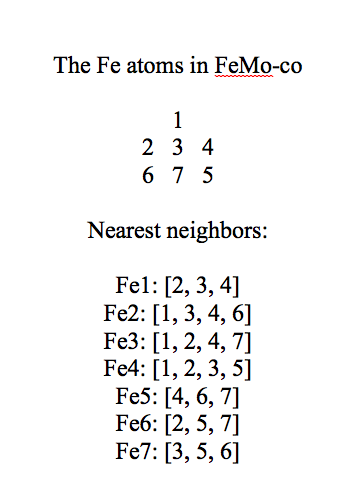 The Fe atoms in FeMo-co
1
2 3 4
6 7 5
Nearest neighbors:
Fe1: [2, 3, 4]
Fe2: [1, 3, 4, 6]
Fe3: [1, 2, 4, 7]
Fe4: [1, 2, 3, 5]
Fe5: [4, 6, 7]
Fe6: [2, 5, 7]
Fe7: [3, 5, 6]